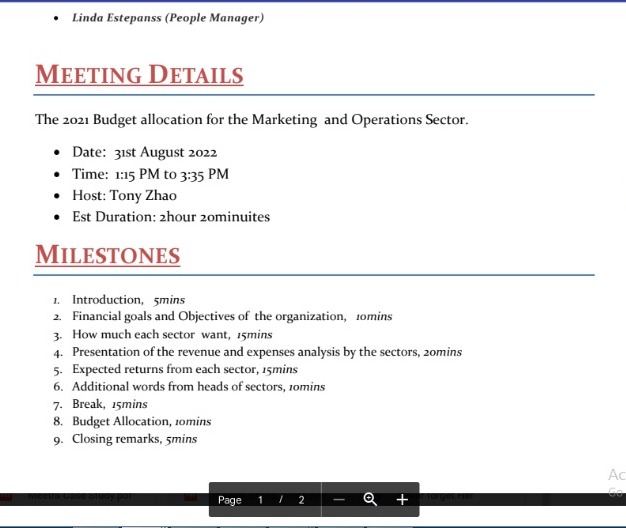 • Linda Estepanss (People Manager)
MEETING DETAILS
The 2021 Budget allocation for the Marketing and Operations Sector.
• Date: 31st August 2022
• Time: 1:15 PM to 3:35 PM
• Host: Tony Zhao
• Est Duration: 2hour 20minuites
MILESTONES
1. Introduction, 5mins
2. Financial goals and Objectives of the organization, 10mins
3. How much each sector want, 15mins
4. Presentation of the revenue and expenses analysis by the sectors, 20mins
5. Expected returns from each sector, 15mins
6. Additional words from heads of sectors, 10mins
7. Break, 15mins
8. Budget Allocation, 10mins
9. Closing remarks, 5mins
Ac
Go
Page 1 / 2